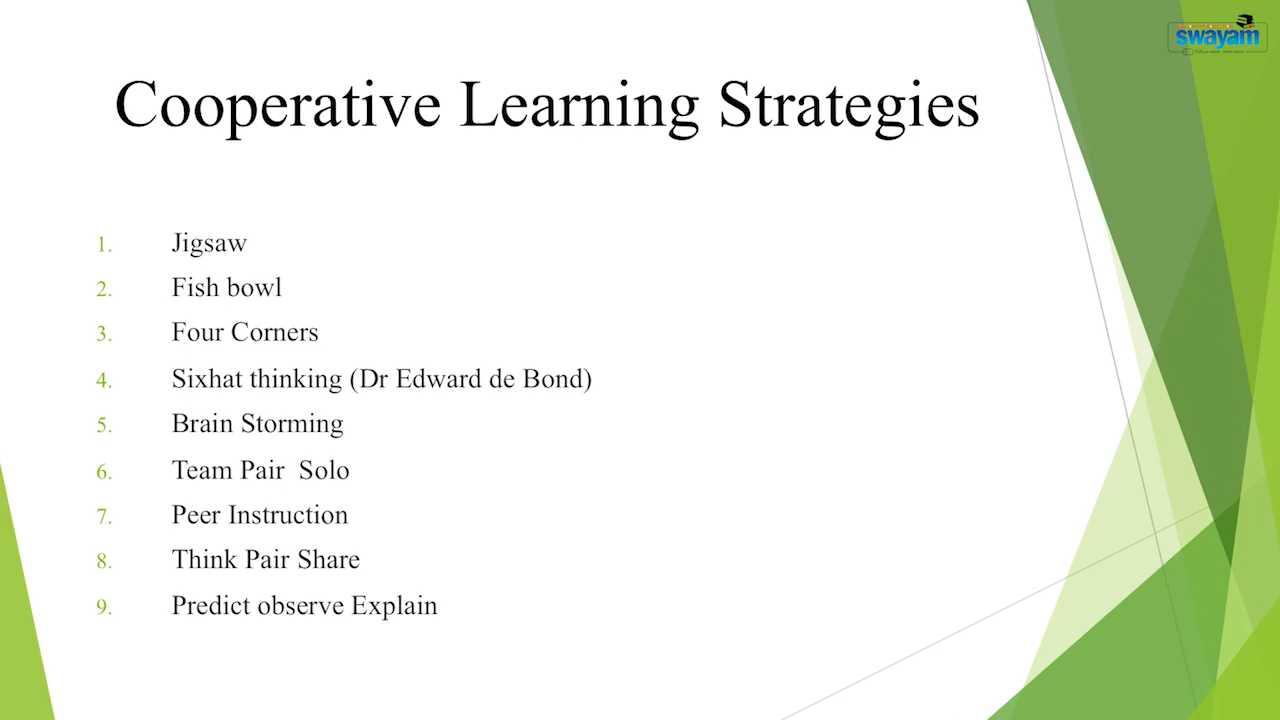 swayam
Cooperative Learning Strategies
1. Jigsaw
2. Fish bowl
3. Four Corners
4. Sixhat thinking (Dr Edward de Bond)
5. Brain Storming
6. Team Pair  Solo
7. Peer Instruction
8. Think Pair Share
9. Predict observe Explain